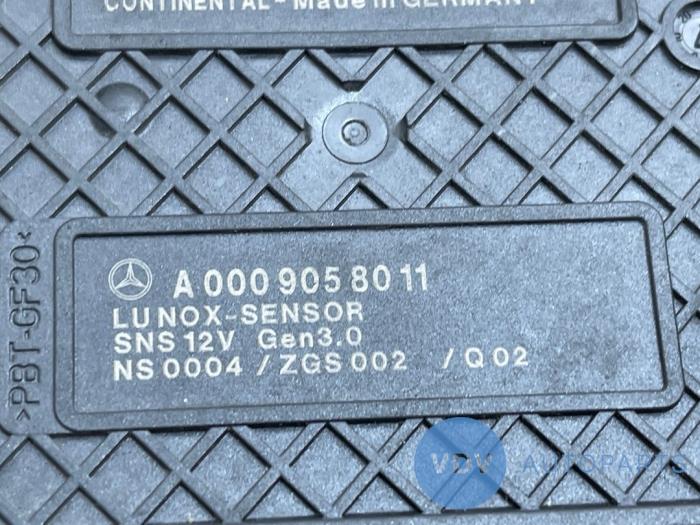 CONTINENTAL - Made in GERMANY
A 000 905 80 11
LUNOX-SENSOR
SNS 12V Gen3.0
NS 0004 / ZGS 002 / Q 02
>PBT-GF30<
VDV AUTOPARTS